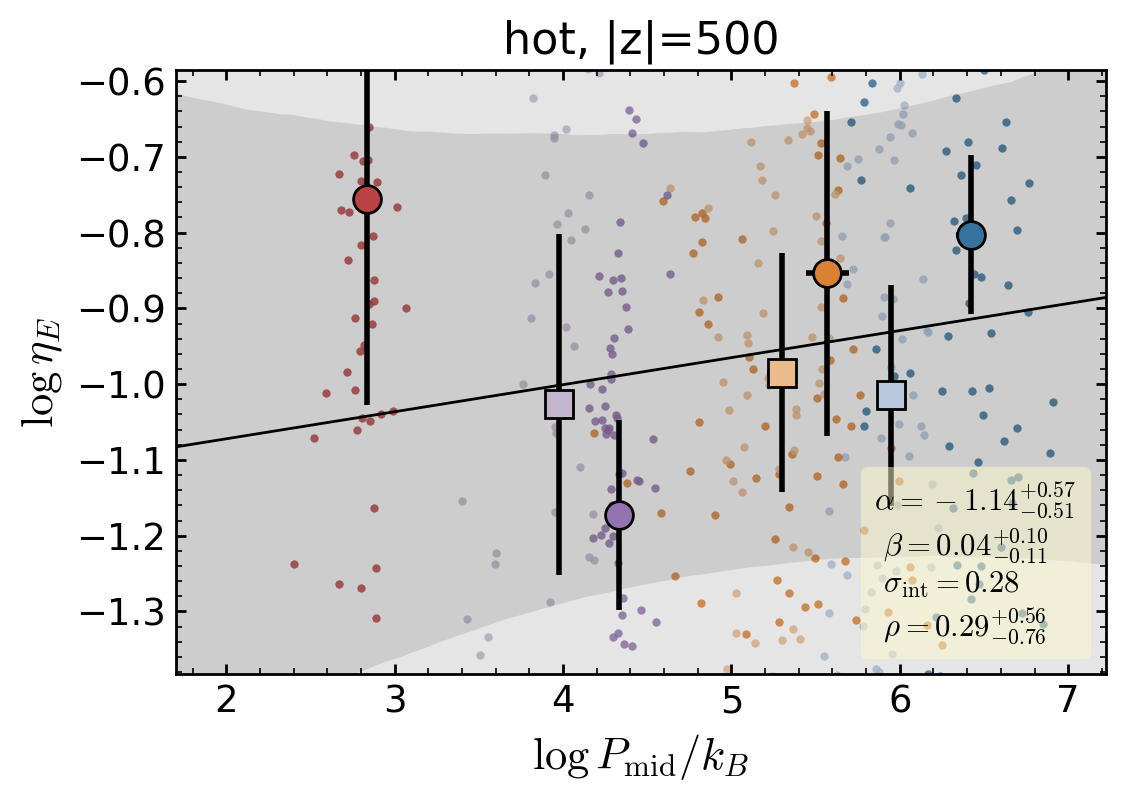 hot, |z|=500
log η_E
−0.6
−0.7
−0.8
−0.9
−1.0
−1.1
−1.2
−1.3
α = −1.14^{+0.57}_{−0.51}
β = 0.04^{+0.10}_{−0.11}
σ_int = 0.28
ρ = 0.29^{+0.56}_{−0.76}
2 3 4 5 6 7
log P_mid/k_B